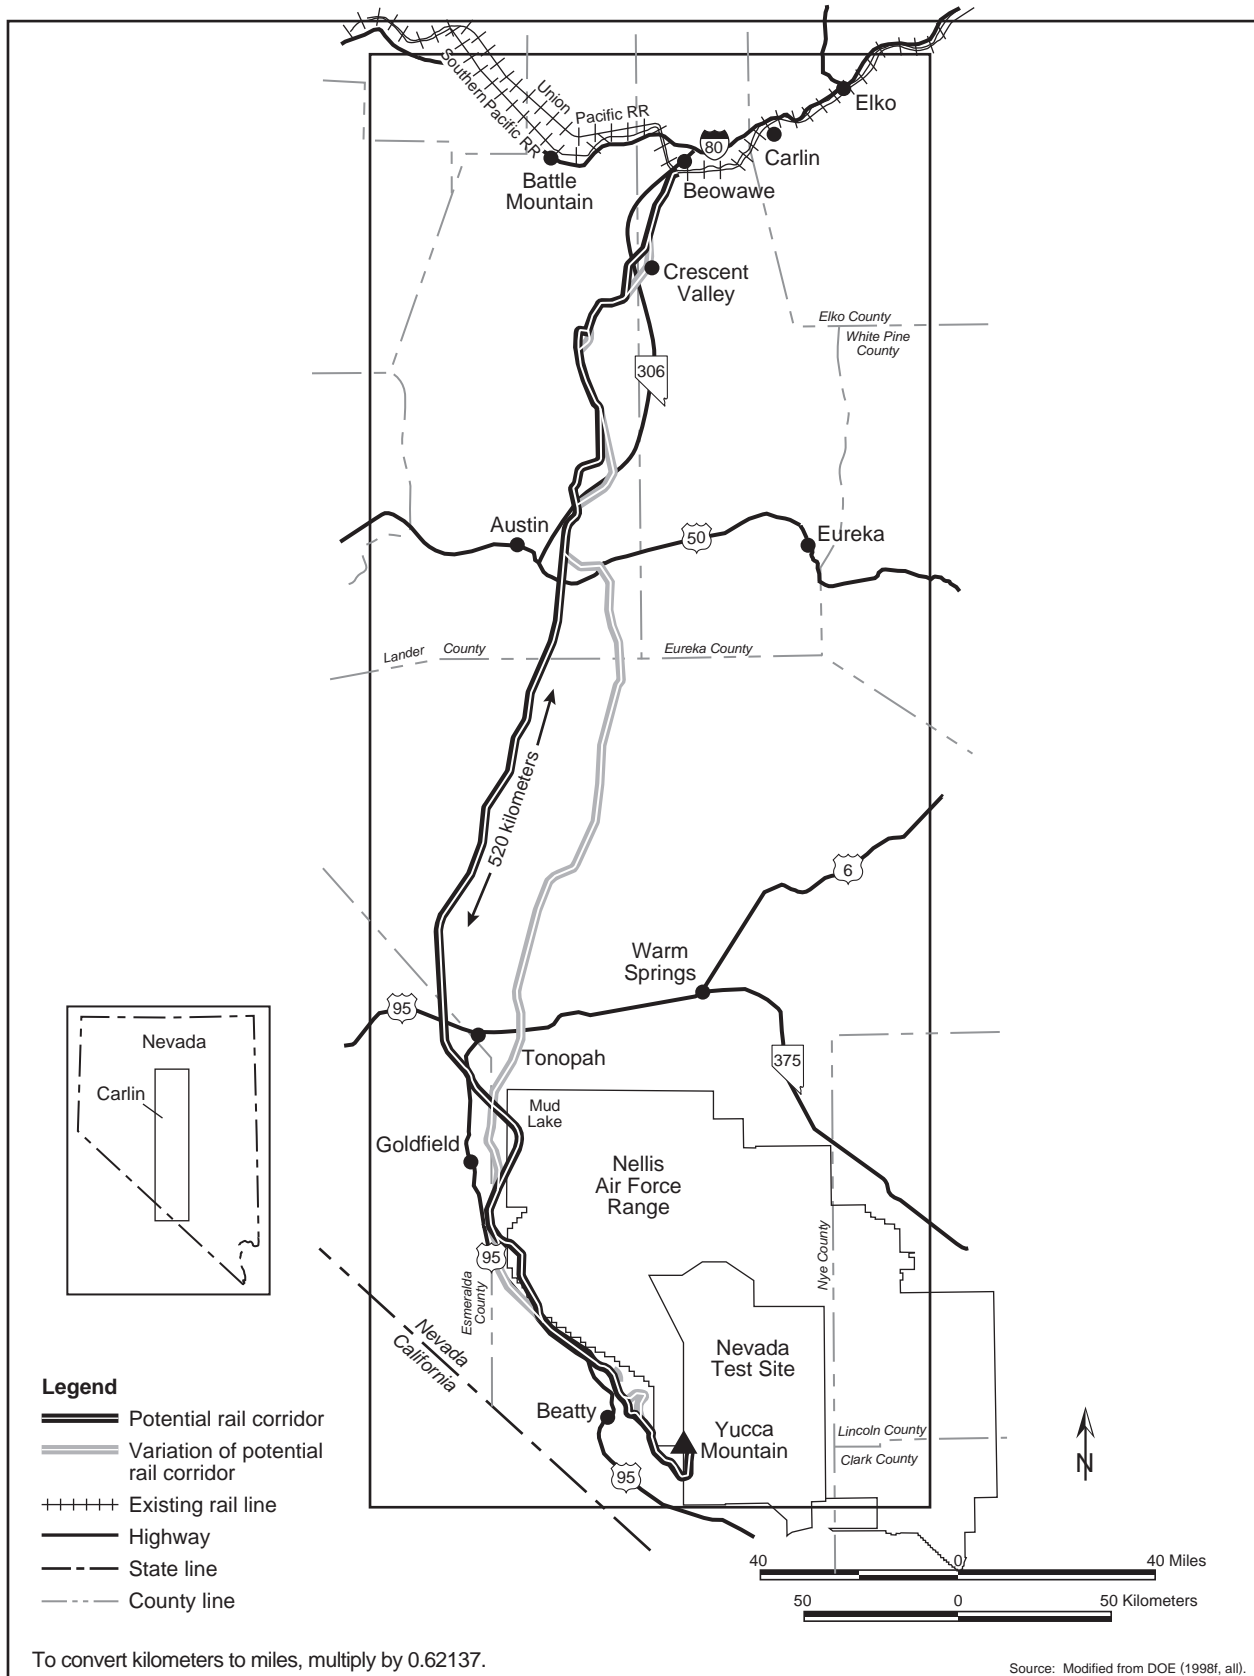 Elko
Union
Pacific RR
Southern Pacific RR
80
Carlin
Battle
Mountain
Beowawe
Crescent
Valley
Elko County
White Pine
County
306
Austin
50
Eureka
Lander County
Eureka County
520 kilometers
6
Warm
Springs
95
Tonopah
375
Nevada
Carlin
Mud
Lake
Goldfield
Nellis
Air Force
Range
Nye County
95
Esmeralda
County
Nevada
California
Nevada
Test Site
Beatty
Yucca
Mountain
Lincoln County
Clark County
95
N
Legend
Potential rail corridor
Variation of potential
rail corridor
Existing rail line
Highway
State line
County line
40 0 40 Miles
50 0 50 Kilometers
To convert kilometers to miles, multiply by 0.62137.
Source: Modified from DOE (1998f, all).